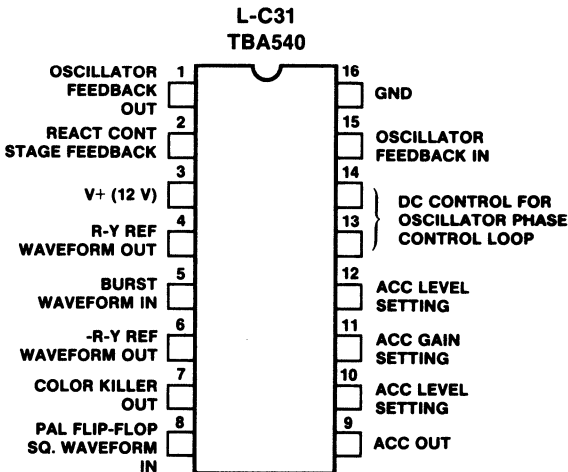 L-C31
TBA540
1
OSCILLATOR
FEEDBACK
OUT
2
REACT CONT
STAGE FEEDBACK
3
V+ (12 V)
4
R-Y REF
WAVEFORM OUT
5
BURST
WAVEFORM IN
6
-R-Y REF
WAVEFORM OUT
7
COLOR KILLER
OUT
8
PAL FLIP-FLOP
SQ. WAVEFORM
IN
16
GND
15
OSCILLATOR
FEEDBACK IN
14
13
DC CONTROL FOR
OSCILLATOR PHASE
CONTROL LOOP
12
ACC LEVEL
SETTING
11
ACC GAIN
SETTING
10
ACC LEVEL
SETTING
9
ACC OUT